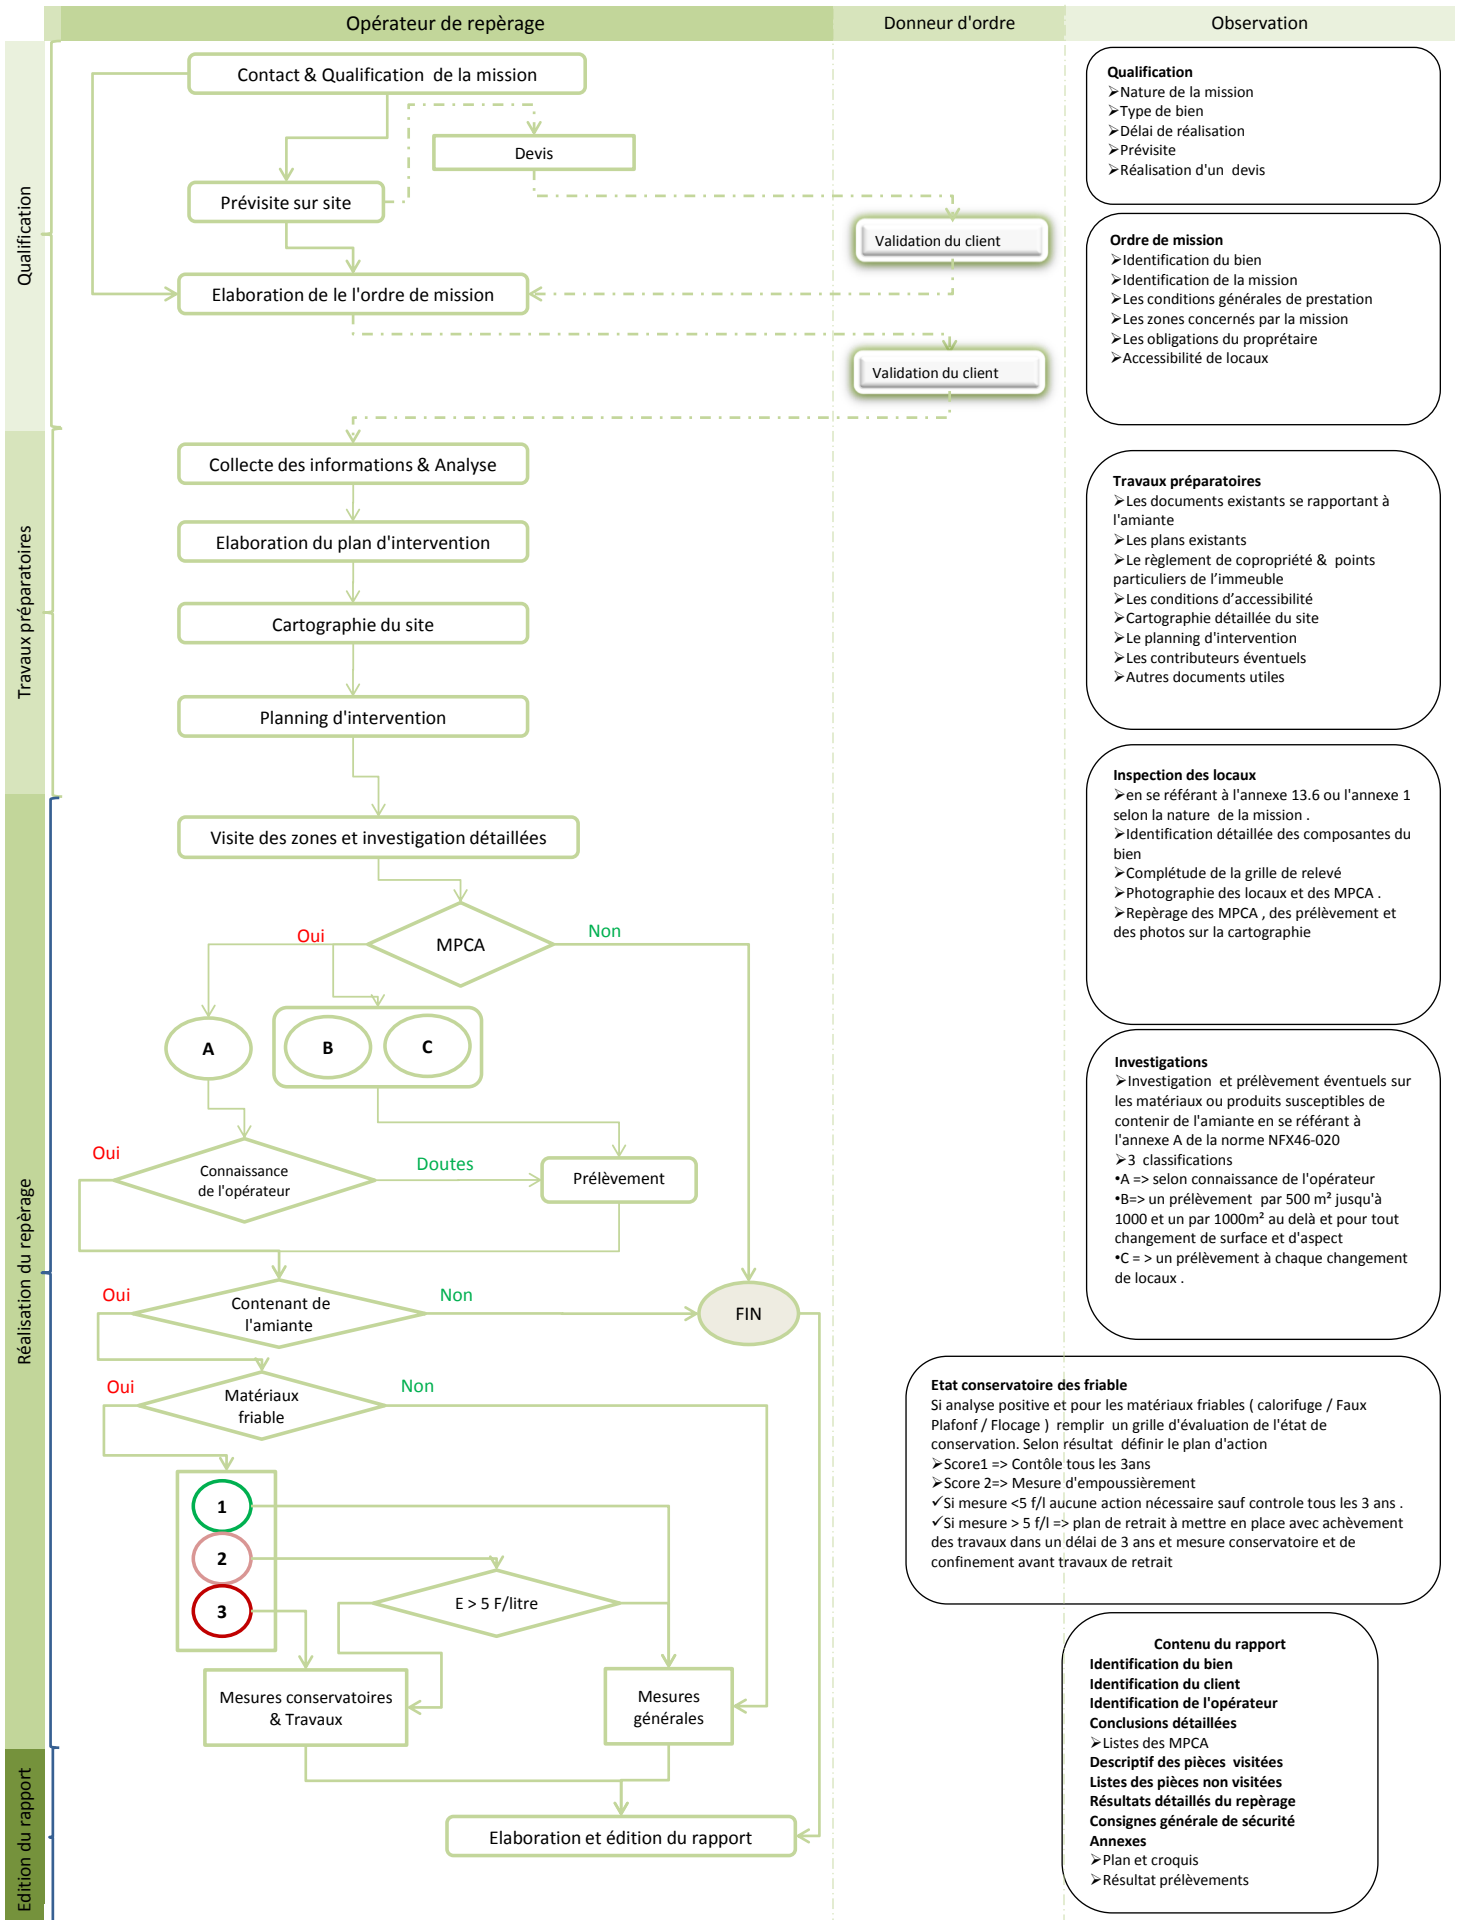 Opérateur de repèrage
Donneur d'ordre
Observation
Qualification
Contact & Qualification de la mission
Devis
Prévisite sur site
Validation du client
Elaboration de le l'ordre de mission
Validation du client
Qualification
➢Nature de la mission
➢Type de bien
➢Délai de réalisation
➢Prévisite
➢Réalisation d'un devis
Ordre de mission
➢Identification du bien
➢Identification de la mission
➢Les conditions générales de prestation
➢Les zones concernés par la mission
➢Les obligations du proprétaire
➢Accessibilité de locaux
Travaux préparatoires
Collecte des informations & Analyse
Elaboration du plan d'intervention
Cartographie du site
Planning d'intervention
Travaux préparatoires
➢Les documents existants se rapportant à
l'amiante
➢Les plans existants
➢Le règlement de copropriété & points
particuliers de l’immeuble
➢Les conditions d’accessibilité
➢Cartographie détaillée du site
➢Le planning d'intervention
➢Les contributeurs éventuels
➢Autres documents utiles
Réalisation du repèrage
Visite des zones et investigation détaillées
MPCA
Oui
Non
A
B
C
Connaissance
de l'opérateur
Oui
Doutes
Prélèvement
Contenant de
l'amiante
Oui
Non
FIN
Matériaux
friable
Oui
Non
1
2
3
E > 5 F/litre
Mesures conservatoires
& Travaux
Mesures
générales
Inspection des locaux
➢en se référant à l'annexe 13.6 ou l'annexe 1
selon la nature de la mission .
➢Identification détaillée des composantes du
bien
➢Complétude de la grille de relevé
➢Photographie des locaux et des MPCA .
➢Repèrage des MPCA , des prélèvement et
des photos sur la cartographie
Investigations
➢Investigation et prélèvement éventuels sur
les matériaux ou produits susceptibles de
contenir de l'amiante en se référant à
l'annexe A de la norme NFX46-020
➢3 classifications
•A => selon connaissance de l'opérateur
•B=> un prélèvement par 500 m² jusqu'à
1000 et un par 1000m² au delà et pour tout
changement de surface et d'aspect
•C = > un prélèvement à chaque changement
de locaux .
Etat conservatoire des friable
Si analyse positive et pour les matériaux friables ( calorifuge / Faux
Plafonf / Flocage ) remplir un grille d'évaluation de l'état de
conservation. Selon résultat définir le plan d'action
➢Score1 => Contôle tous les 3ans
➢Score 2=> Mesure d'empoussièrement
✓Si mesure <5 f/l aucune action nécessaire sauf controle tous les 3 ans .
✓Si mesure > 5 f/l => plan de retrait à mettre en place avec achèvement
des travaux dans un délai de 3 ans et mesure conservatoire et de
confinement avant travaux de retrait
Edition du rapport
Elaboration et édition du rapport
Contenu du rapport
Identification du bien
Identification du client
Identification de l'opérateur
Conclusions détaillées
➢Listes des MPCA
Descriptif des pièces visitées
Listes des pièces non visitées
Résultats détaillés du repèrage
Consignes générale de sécurité
Annexes
➢Plan et croquis
➢Résultat prélèvements